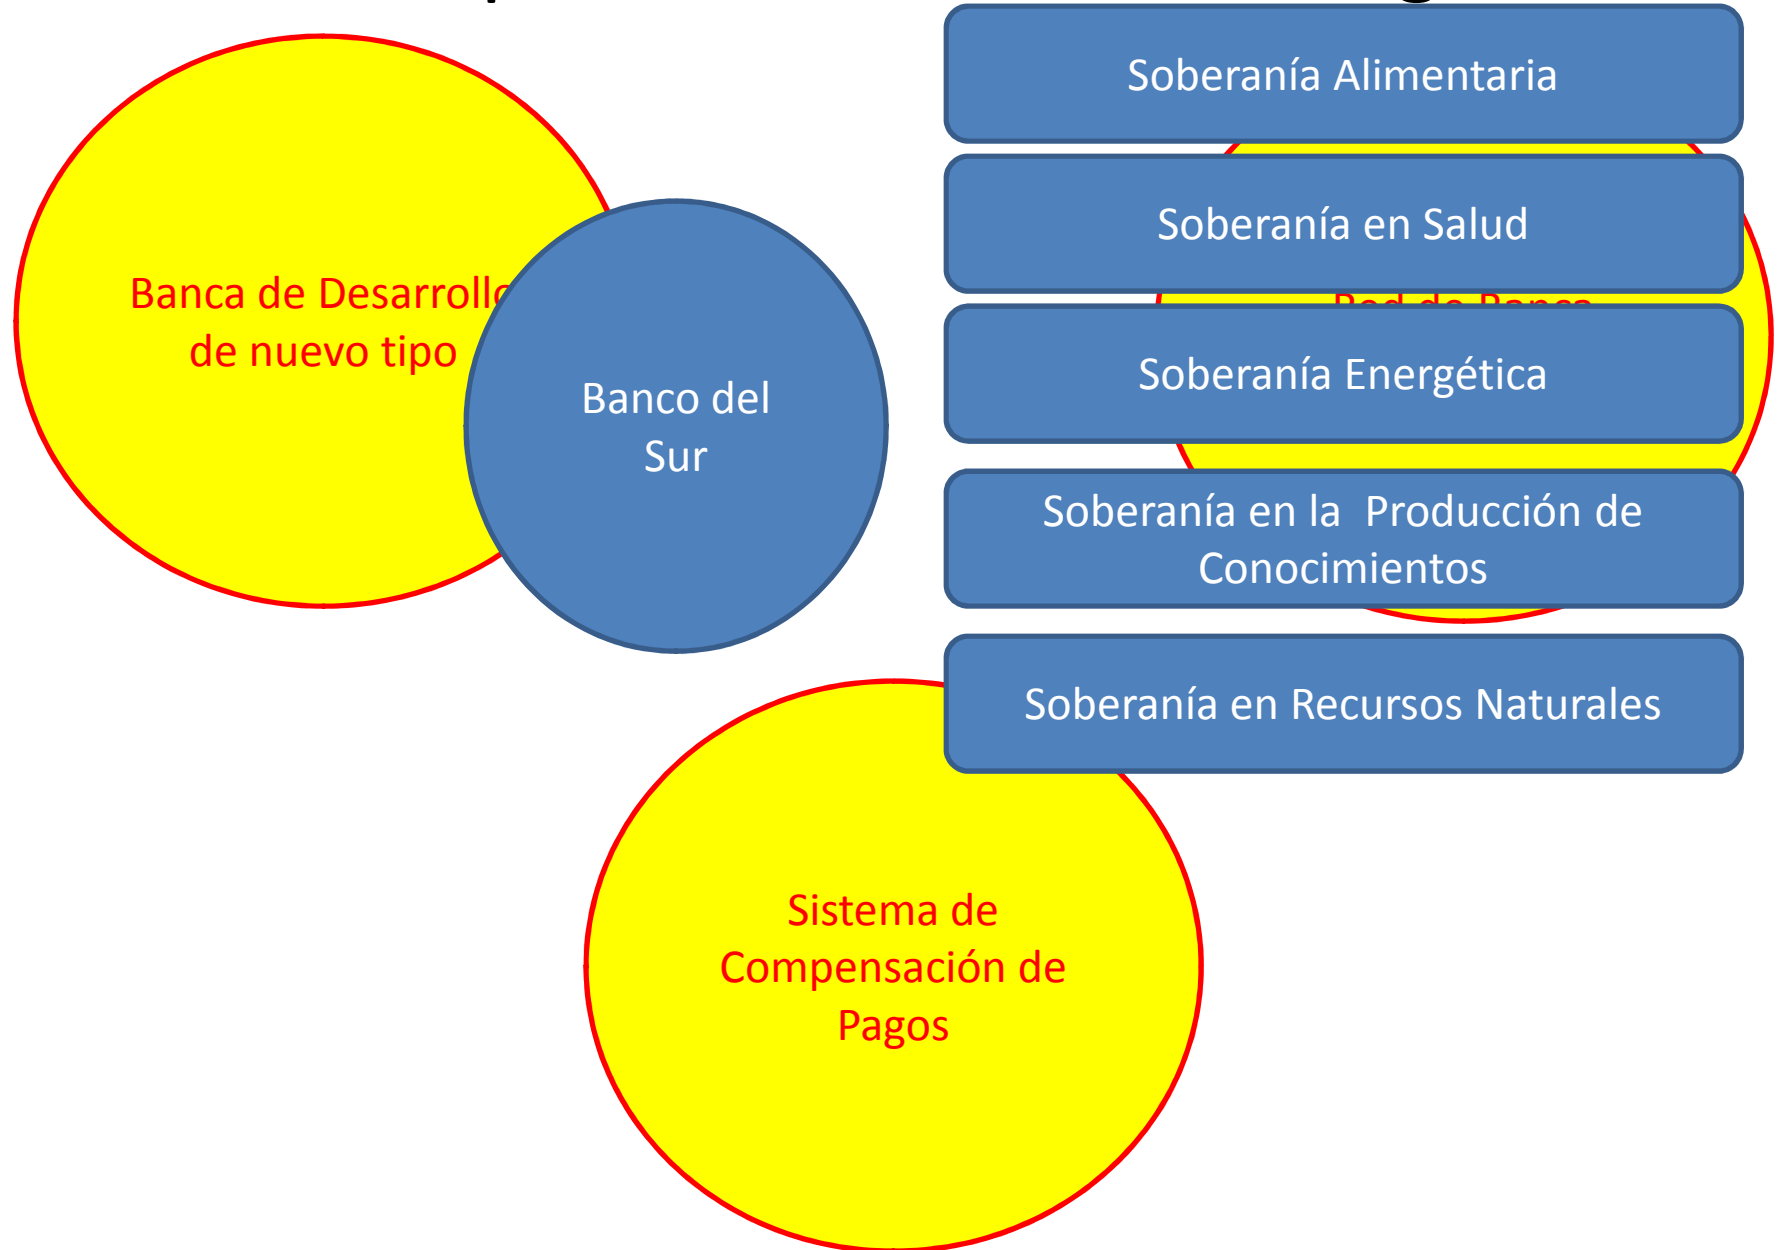 Soberanía Alimentaria
Soberanía en Salud
Banca de Desarrollo
de nuevo tipo
Soberanía Energética
Banco del
Sur
Soberanía en la  Producción de
Conocimientos
Soberanía en Recursos Naturales
Sistema de
Compensación de
Pagos